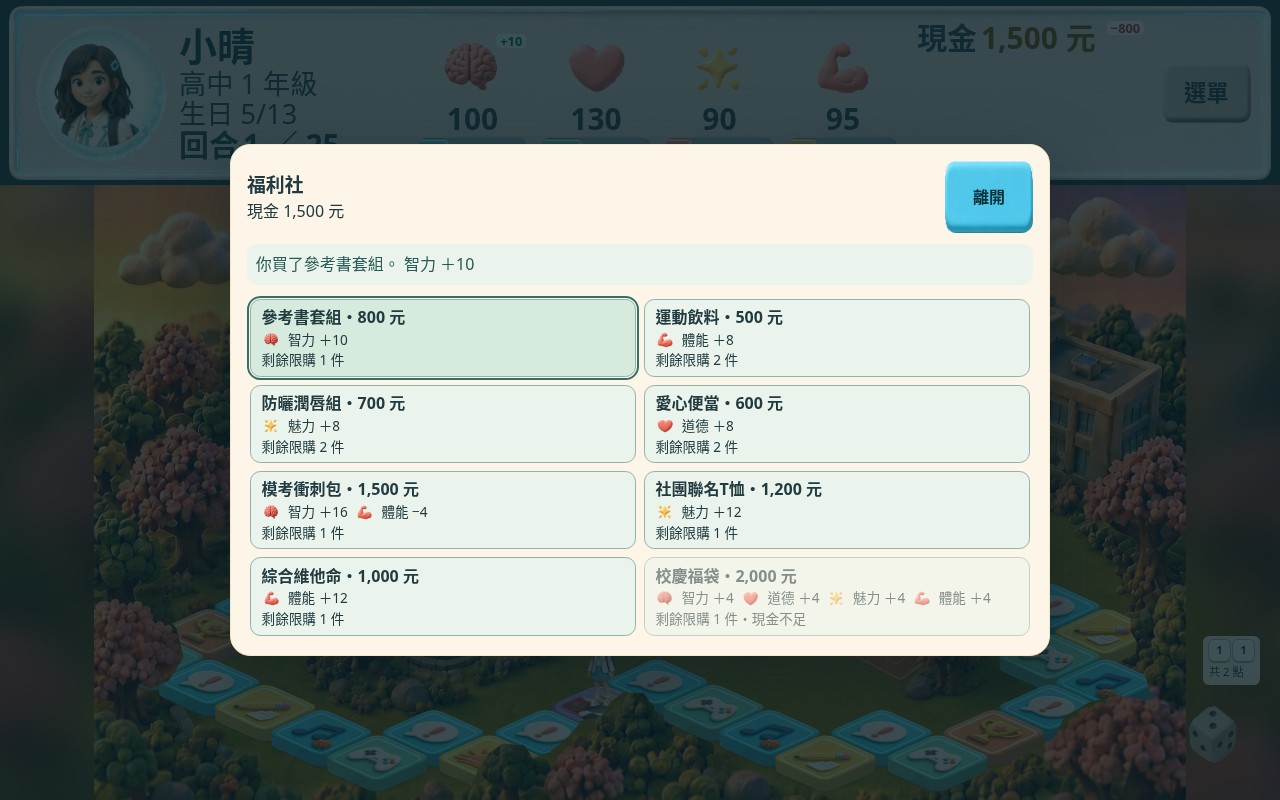 小晴
高中 1 年級
生日 5/13
回合 1 / 25
+10
100
130
90
95
現金 1,500 元
−800
選單
福利社
現金 1,500 元
離開
你買了參考書套組。 智力 +10
參考書套組・800 元
智力 +10
剩餘限購 1 件
運動飲料・500 元
體能 +8
剩餘限購 2 件
防曬潤唇組・700 元
魅力 +8
剩餘限購 2 件
愛心便當・600 元
道德 +8
剩餘限購 2 件
模考衝刺包・1,500 元
智力 +16 體能 −4
剩餘限購 1 件
社團聯名T恤・1,200 元
魅力 +12
剩餘限購 1 件
綜合維他命・1,000 元
體能 +12
剩餘限購 1 件
校慶福袋・2,000 元
智力 +4 道德 +4 魅力 +4 體能 +4
剩餘限購 1 件・現金不足
1 1
共 2 點